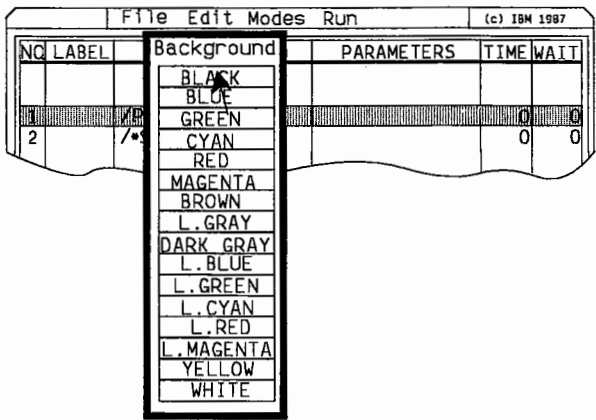 File Edit Modes Run (c) IBM 1987
NO LABEL PARAMETERS TIME WAIT
Background
BLACK
BLUE
1 0 0
GREEN
2 /* 0 0
CYAN
RED
MAGENTA
BROWN
L.GRAY
DARK GRAY
L.BLUE
L.GREEN
L.CYAN
L.RED
L.MAGENTA
YELLOW
WHITE